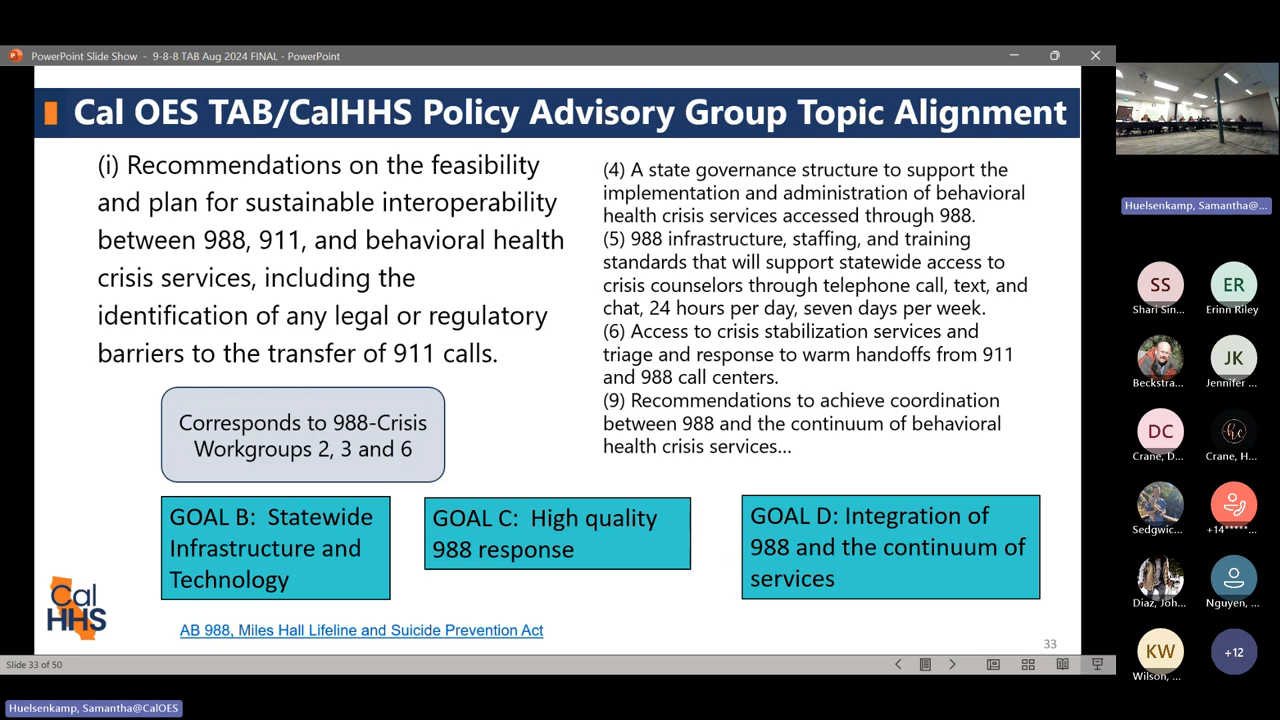 PowerPoint Slide Show - 9-8-8 TAB Aug 2024 FINAL - PowerPoint
Cal OES TAB/CalHHS Policy Advisory Group Topic Alignment
(i) Recommendations on the feasibility
and plan for sustainable interoperability
between 988, 911, and behavioral health
crisis services, including the
identification of any legal or regulatory
barriers to the transfer of 911 calls.
Corresponds to 988-Crisis
Workgroups 2, 3 and 6
(4) A state governance structure to support the
implementation and administration of behavioral
health crisis services accessed through 988.
(5) 988 infrastructure, staffing, and training
standards that will support statewide access to
crisis counselors through telephone call, text, and
chat, 24 hours per day, seven days per week.
(6) Access to crisis stabilization services and
triage and response to warm handoffs from 911
and 988 call centers.
(9) Recommendations to achieve coordination
between 988 and the continuum of behavioral
health crisis services...
GOAL B: Statewide
Infrastructure and
Technology
GOAL C: High quality
988 response
GOAL D: Integration of
988 and the continuum of
services
Cal
HHS
AB 988, Miles Hall Lifeline and Suicide Prevention Act
33
Slide 33 of 50
Huelsenkamp, Samantha@CalOES
Huelsenkamp, Samantha@...
SS
Shari Sin...
ER
Erinn Riley
Beckstra...
JK
Jennifer ...
DC
Crane, D...
hc
Crane, H...
Sedgwic...
+14*****...
Diaz, Joh...
Nguyen, ...
KW
Wilson, ...
+12